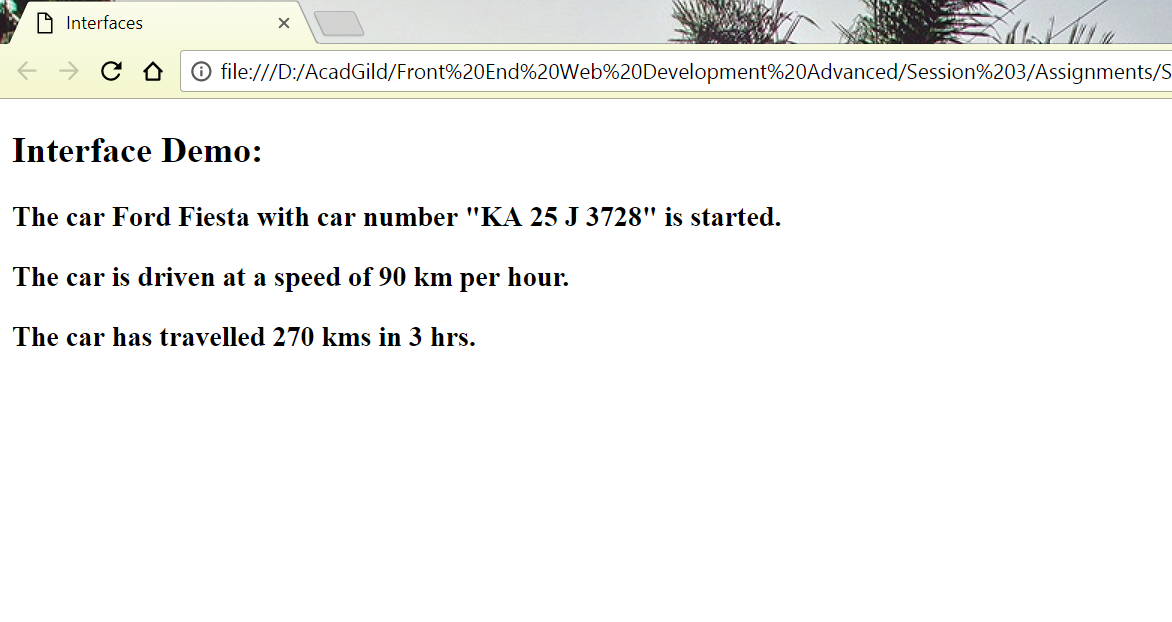 Interfaces
file:///D:/AcadGild/Front%20End%20Web%20Development%20Advanced/Session%203/Assignments/S
Interface Demo:
The car Ford Fiesta with car number "KA 25 J 3728" is started.
The car is driven at a speed of 90 km per hour.
The car has travelled 270 kms in 3 hrs.